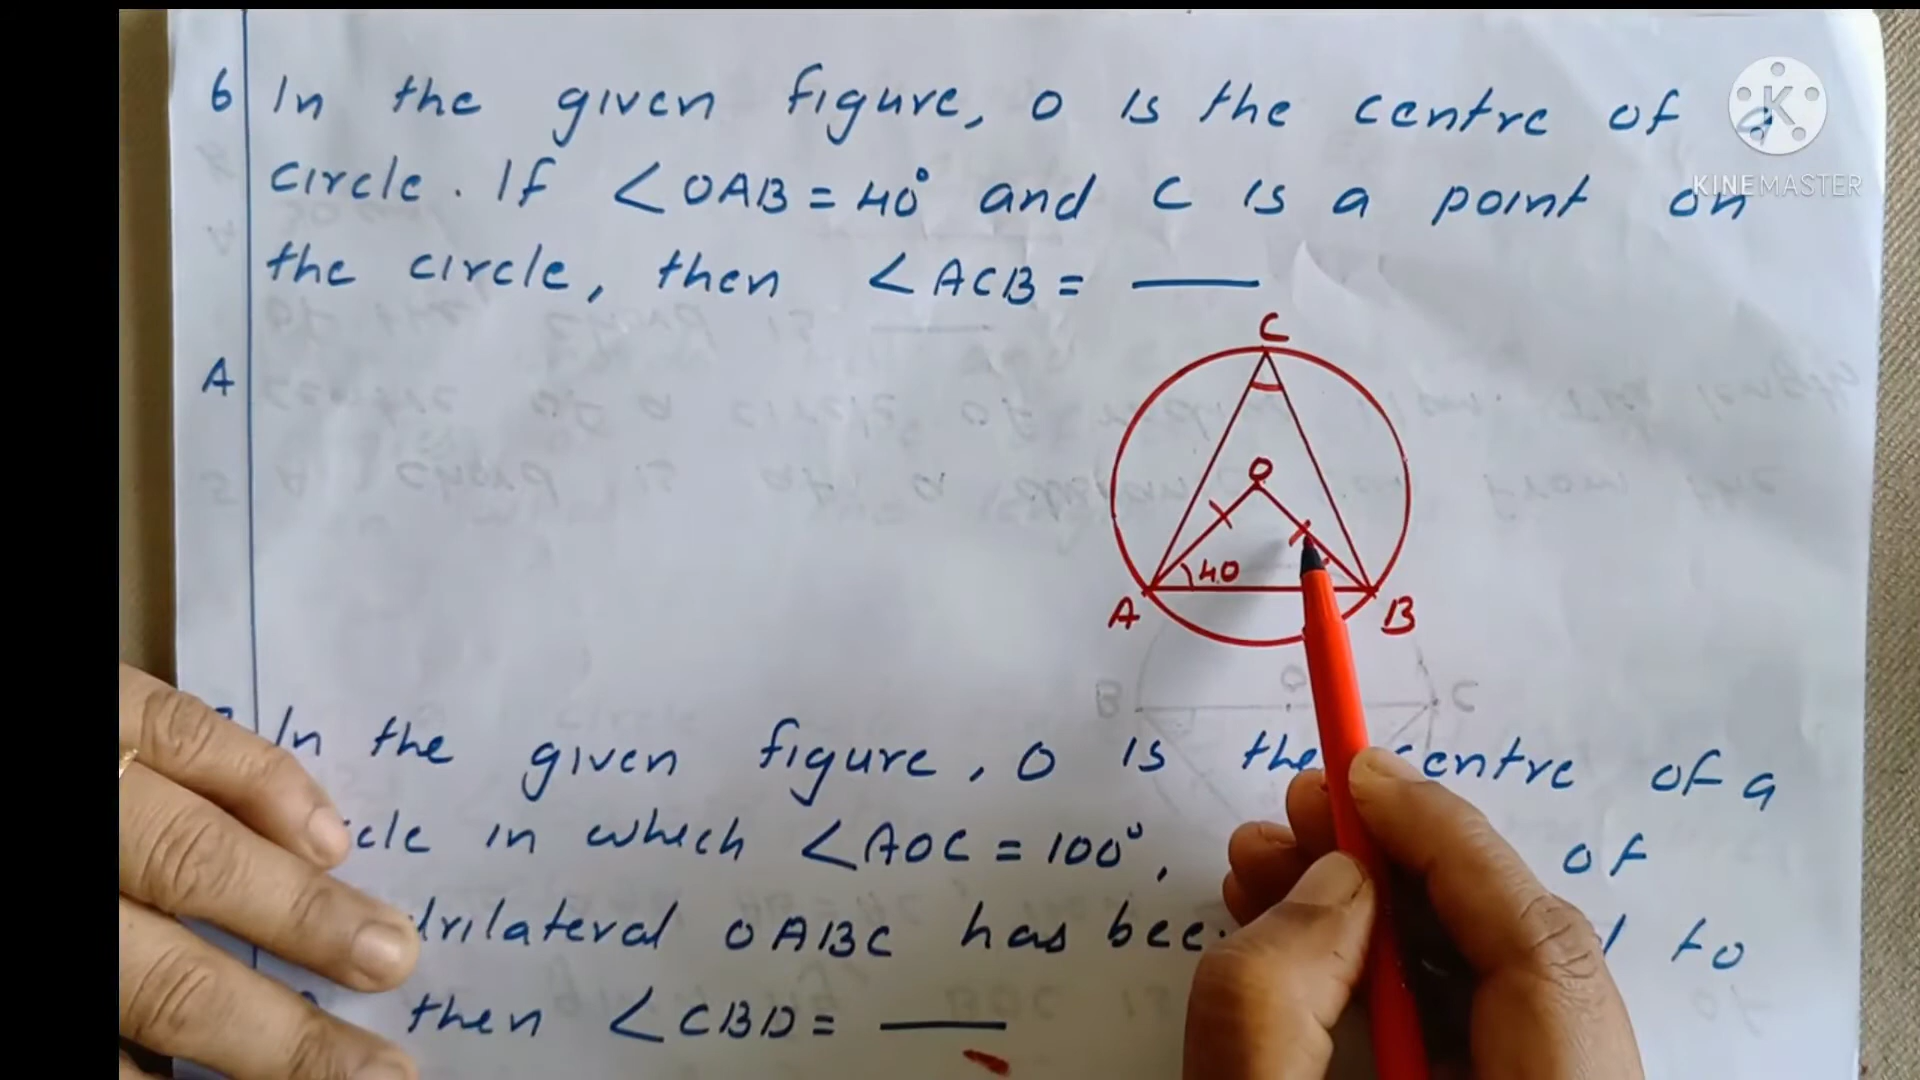 6 In the given figure, O is the centre of a
circle. If ∠OAB = 40° and C is a point on
the circle, then ∠ACB = ___
A
C
O
40
A B
B O C
In the given figure, O is the centre of a
cle in which ∠AOC = 100°, of
drilateral OABC has bee to
then ∠CBD = ___
K
KINEMASTER